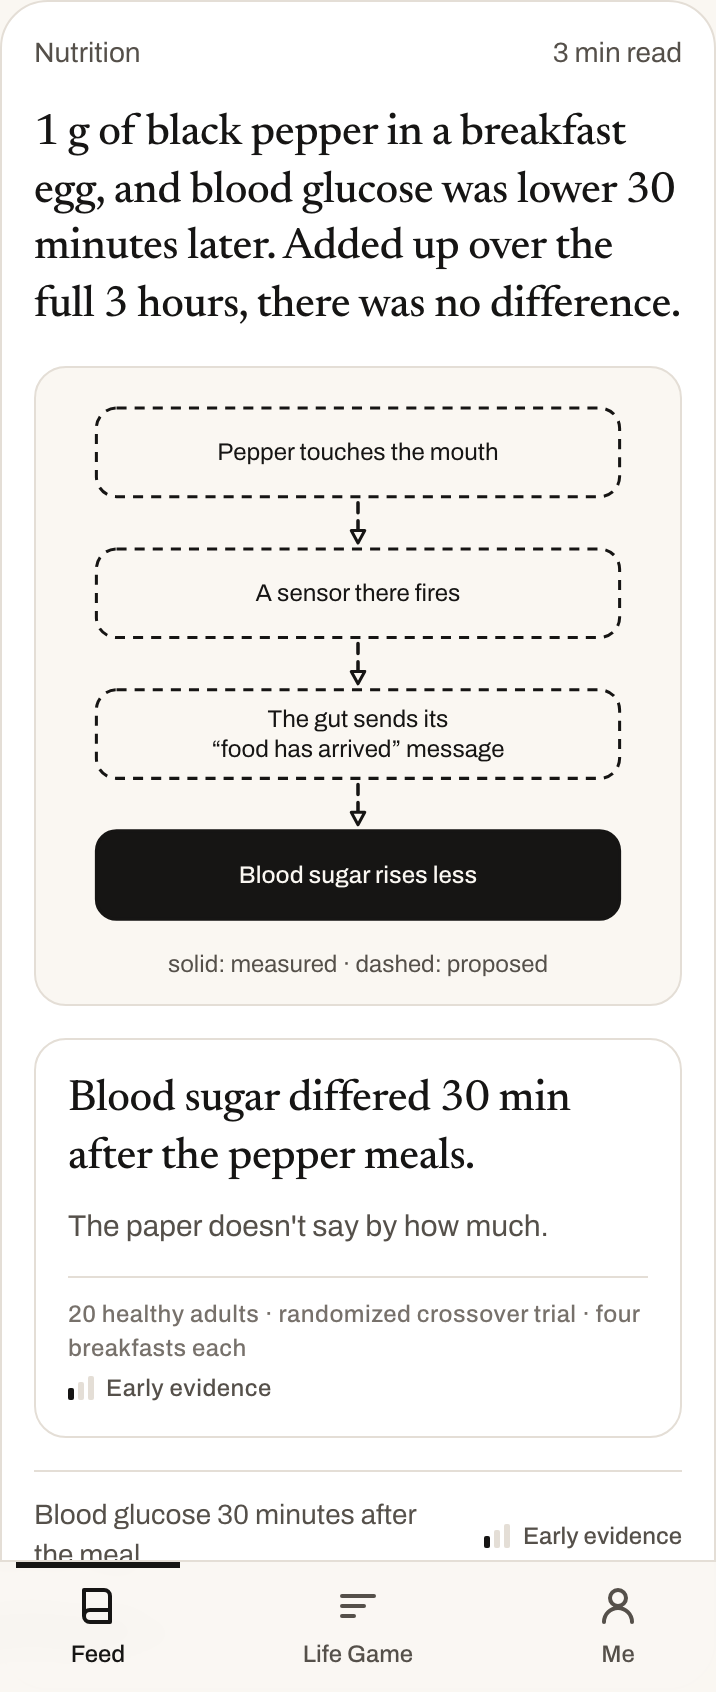 Nutrition
3 min read
1 g of black pepper in a breakfast
egg, and blood glucose was lower 30
minutes later. Added up over the
full 3 hours, there was no difference.
Pepper touches the mouth
A sensor there fires
The gut sends its
“food has arrived” message
Blood sugar rises less
solid: measured · dashed: proposed
Blood sugar differed 30 min
after the pepper meals.
The paper doesn't say by how much.
20 healthy adults · randomized crossover trial · four
breakfasts each
Early evidence
Blood glucose 30 minutes after
the meal
Early evidence
Feed
Life Game
Me